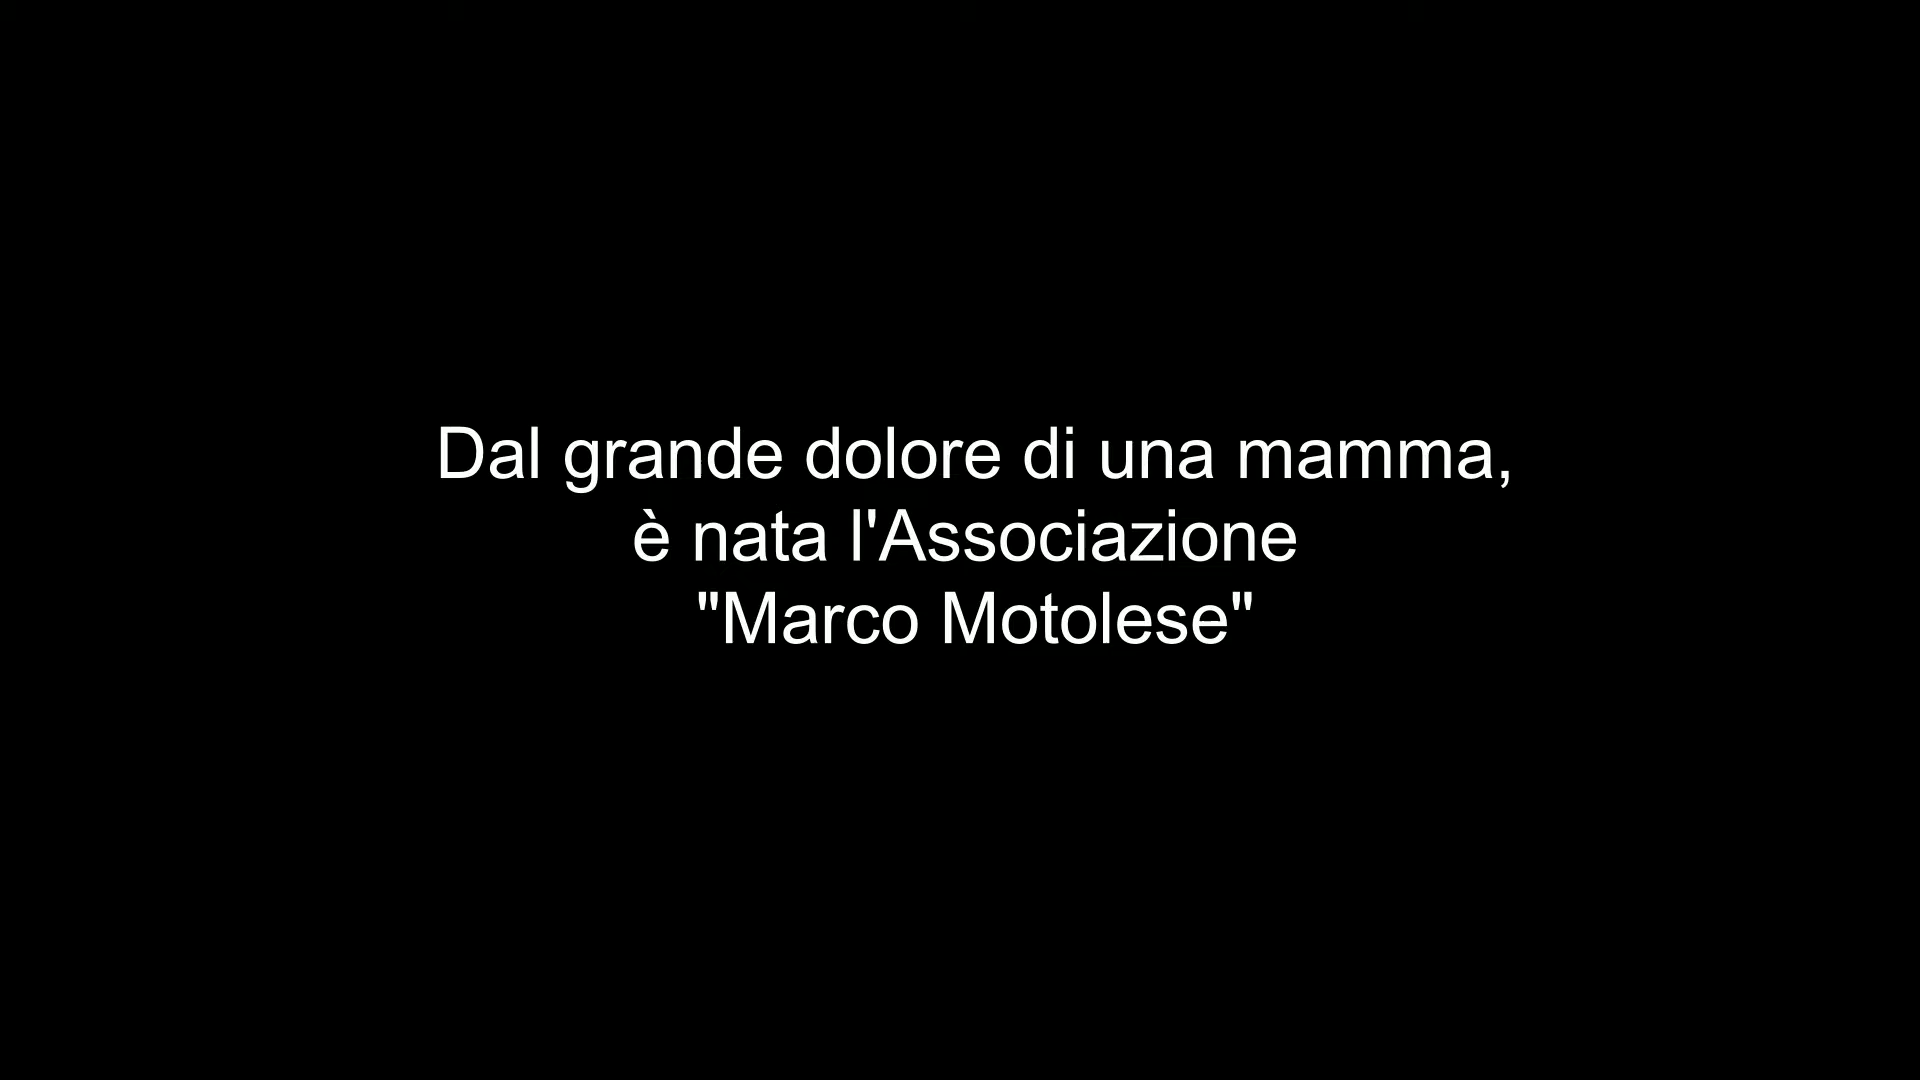 Dal grande dolore di una mamma,
è nata l'Associazione
"Marco Motolese"